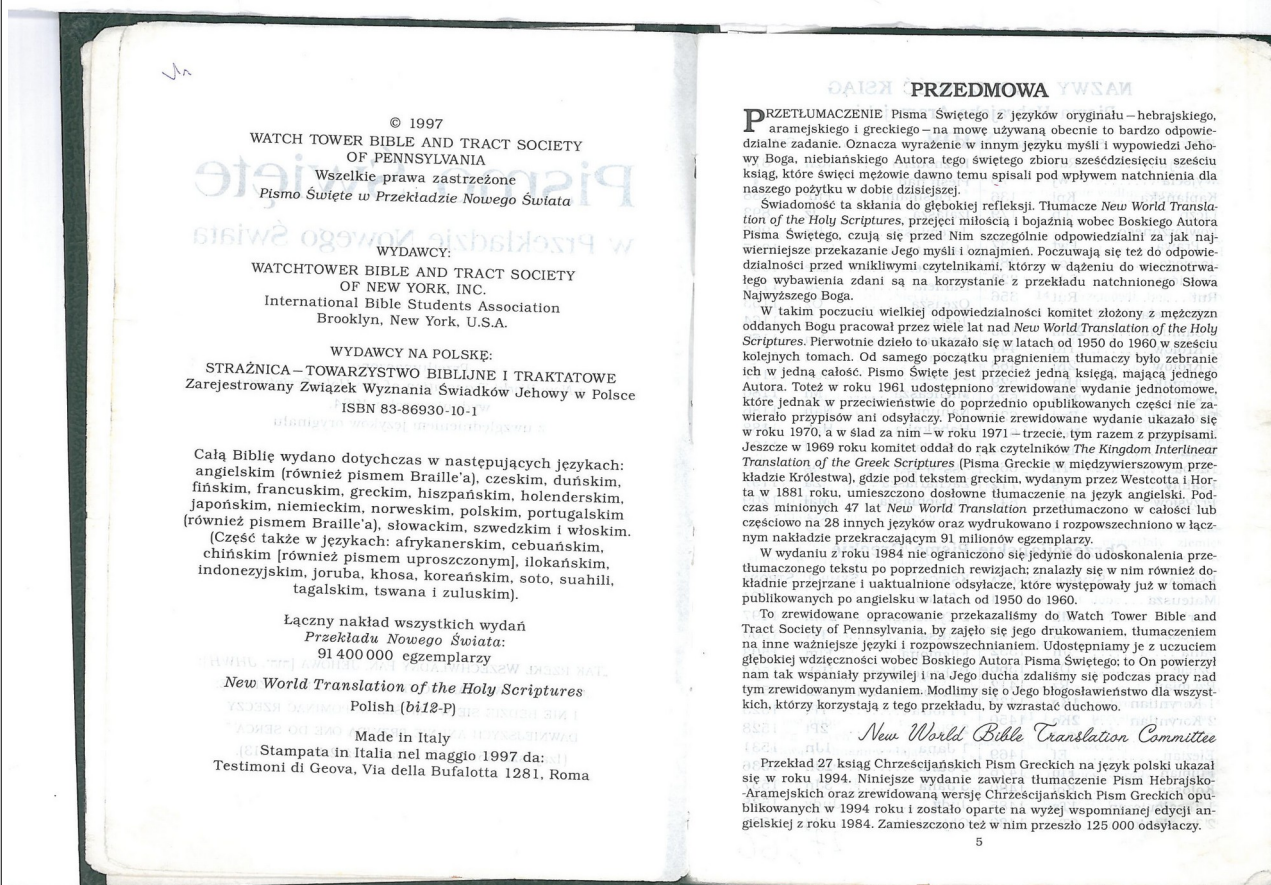 © 1997
WATCH TOWER BIBLE AND TRACT SOCIETY
OF PENNSYLVANIA
Wszelkie prawa zastrzeżone
Pismo Święte w Przekładzie Nowego Świata
WYDAWCY:
WATCHTOWER BIBLE AND TRACT SOCIETY
OF NEW YORK, INC.
International Bible Students Association
Brooklyn, New York, U.S.A.
WYDAWCY NA POLSKĘ:
STRAŻNICA—TOWARZYSTWO BIBLIJNE I TRAKTATOWE
Zarejestrowany Związek Wyznania Świadków Jehowy w Polsce
ISBN 83-86930-10-1
Całą Biblię wydano dotychczas w następujących językach:
angielskim (również pismem Braille'a), czeskim, duńskim,
fińskim, francuskim, greckim, hiszpańskim, holenderskim,
japońskim, niemieckim, norweskim, polskim, portugalskim
(również pismem Braille'a), słowackim, szwedzkim i włoskim.
(Część także w językach: afrykanerskim, cebuańskim,
chińskim [również pismem uproszczonym], ilokańskim,
indonezyjskim, joruba, khosa, koreańskim, soto, suahili,
tagalskim, tswana i zuluskim).
Łączny nakład wszystkich wydań
Przekładu Nowego Świata:
91 400 000 egzemplarzy
New World Translation of the Holy Scriptures
Polish (bi12-P)
Made in Italy
Stampata in Italia nel maggio 1997 da:
Testimoni di Geova, Via della Bufalotta 1281, Roma
PRZEDMOWA
PRZETŁUMACZENIE Pisma Świętego z języków oryginału—hebrajskiego,
aramejskiego i greckiego—na mowę używaną obecnie to bardzo odpowie-
dzialne zadanie. Oznacza wyrażenie w innym języku myśli i wypowiedzi Jeho-
wy Boga, niebiańskiego Autora tego świętego zbioru sześćdziesięciu sześciu
ksiąg, które święci mężowie dawno temu spisali pod wpływem natchnienia dla
naszego pożytku w dobie dzisiejszej.
Świadomość ta skłania do głębokiej refleksji. Tłumacze New World Transla-
tion of the Holy Scriptures, przejęci miłością i bojaźnią wobec Boskiego Autora
Pisma Świętego, czują się przed Nim szczególnie odpowiedzialni za jak naj-
wierniejsze przekazanie Jego myśli i oznajmień. Poczuwają się też do odpowie-
dzialności przed wnikliwymi czytelnikami, którzy w dążeniu do wiecznotrwa-
łego wybawienia zdani są na korzystanie z przekładu natchnionego Słowa
Najwyższego Boga.
W takim poczuciu wielkiej odpowiedzialności komitet złożony z mężczyzn
oddanych Bogu pracował przez wiele lat nad New World Translation of the Holy
Scriptures. Pierwotnie dzieło to ukazało się w latach od 1950 do 1960 w sześciu
kolejnych tomach. Od samego początku pragnieniem tłumaczy było zebranie
ich w jedną całość. Pismo Święte jest przecież jedną księgą, mającą jednego
Autora. Toteż w roku 1961 udostępniono zrewidowane wydanie jednotomowe,
które jednak w przeciwieństwie do poprzednio opublikowanych części nie za-
wierało przypisów ani odsyłaczy. Ponownie zrewidowane wydanie ukazało się
w roku 1970, a w ślad za nim—w roku 1971—trzecie, tym razem z przypisami.
Jeszcze w 1969 roku komitet oddał do rąk czytelników The Kingdom Interlinear
Translation of the Greek Scriptures (Pisma Greckie w międzywierszowym prze-
kładzie Królestwa), gdzie pod tekstem greckim, wydanym przez Westcotta i Hor-
ta w 1881 roku, umieszczono dosłowne tłumaczenie na język angielski. Pod-
czas minionych 47 lat New World Translation przetłumaczono w całości lub
częściowo na 28 innych języków oraz wydrukowano i rozpowszechniono w łącz-
nym nakładzie przekraczającym 91 milionów egzemplarzy.
W wydaniu z roku 1984 nie ograniczono się jedynie do udoskonalenia prze-
tłumaczonego tekstu po poprzednich rewizjach; znalazły się w nim również do-
kładnie przejrzane i uaktualnione odsyłacze, które występowały już w tomach
publikowanych po angielsku w latach od 1950 do 1960.
To zrewidowane opracowanie przekazaliśmy do Watch Tower Bible and
Tract Society of Pennsylvania, by zajęło się jego drukowaniem, tłumaczeniem
na inne ważniejsze języki i rozpowszechnianiem. Udostępniamy je z uczuciem
głębokiej wdzięczności wobec Boskiego Autora Pisma Świętego; to On powierzył
nam tak wspaniały przywilej i na Jego ducha zdaliśmy się podczas pracy nad
tym zrewidowanym wydaniem. Modlimy się o Jego błogosławieństwo dla wszyst-
kich, którzy korzystają z tego przekładu, by wzrastać duchowo.
New World Bible Translation Committee
Przekład 27 ksiąg Chrześcijańskich Pism Greckich na język polski ukazał
się w roku 1994. Niniejsze wydanie zawiera tłumaczenie Pism Hebrajsko-
-Aramejskich oraz zrewidowaną wersję Chrześcijańskich Pism Greckich opu-
blikowanych w 1994 roku i zostało oparte na wyżej wspomnianej edycji an-
gielskiej z roku 1984. Zamieszczono też w nim przeszło 125 000 odsyłaczy.
5